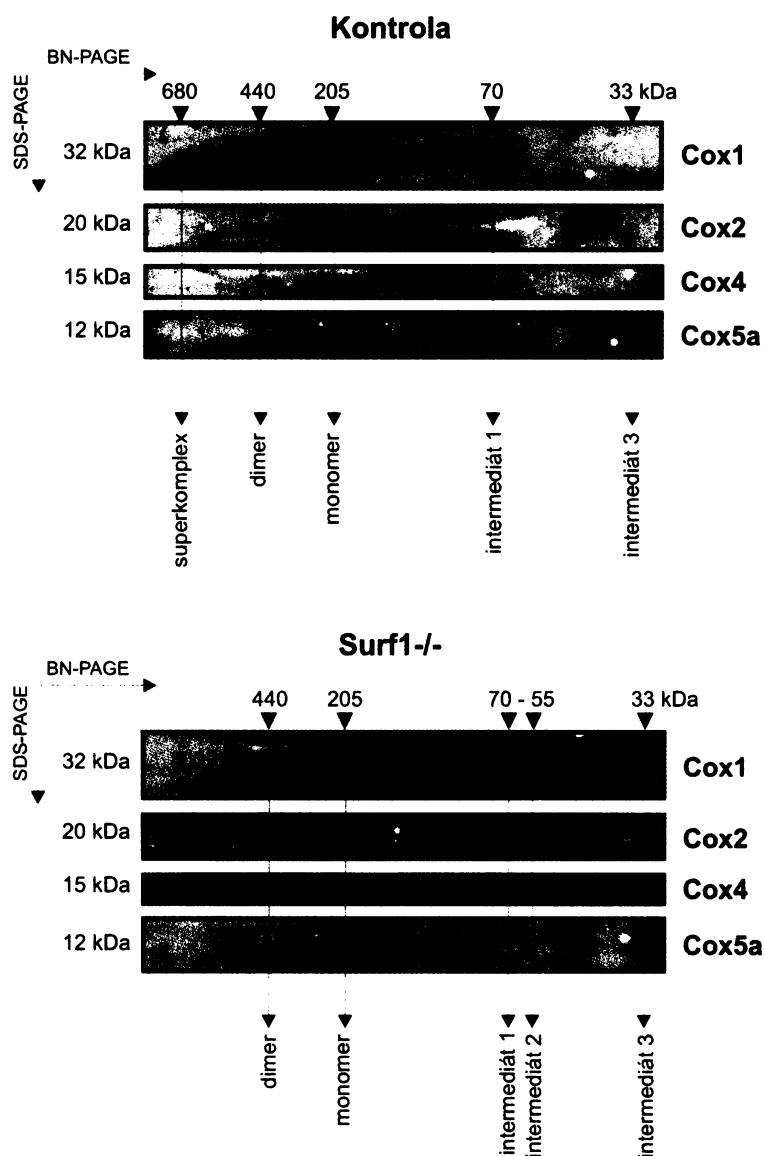 Kontrola
BN-PAGE
SDS-PAGE
680 440 205 70 33 kDa
32 kDa Cox1
20 kDa Cox2
15 kDa Cox4
12 kDa Cox5a
superkomplex
dimer
monomer
intermediát 1
intermediát 3
Surf1-/-
BN-PAGE
SDS-PAGE
440 205 70 - 55 33 kDa
32 kDa Cox1
20 kDa Cox2
15 kDa Cox4
12 kDa Cox5a
dimer
monomer
intermediát 1
intermediát 2
intermediát 3